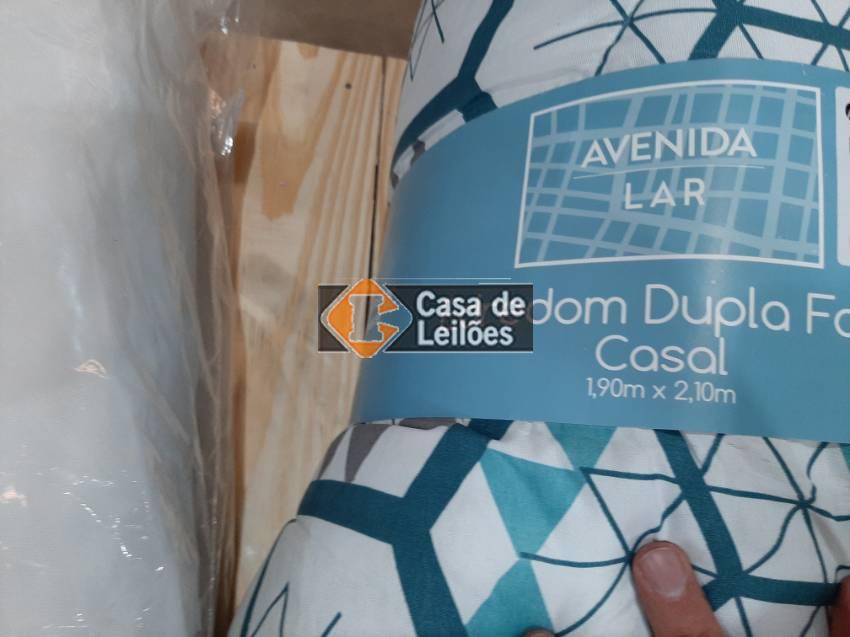 AVENIDA
LAR
Casa de
Leilões
Dupla
Casal
1,90m x 2,10m